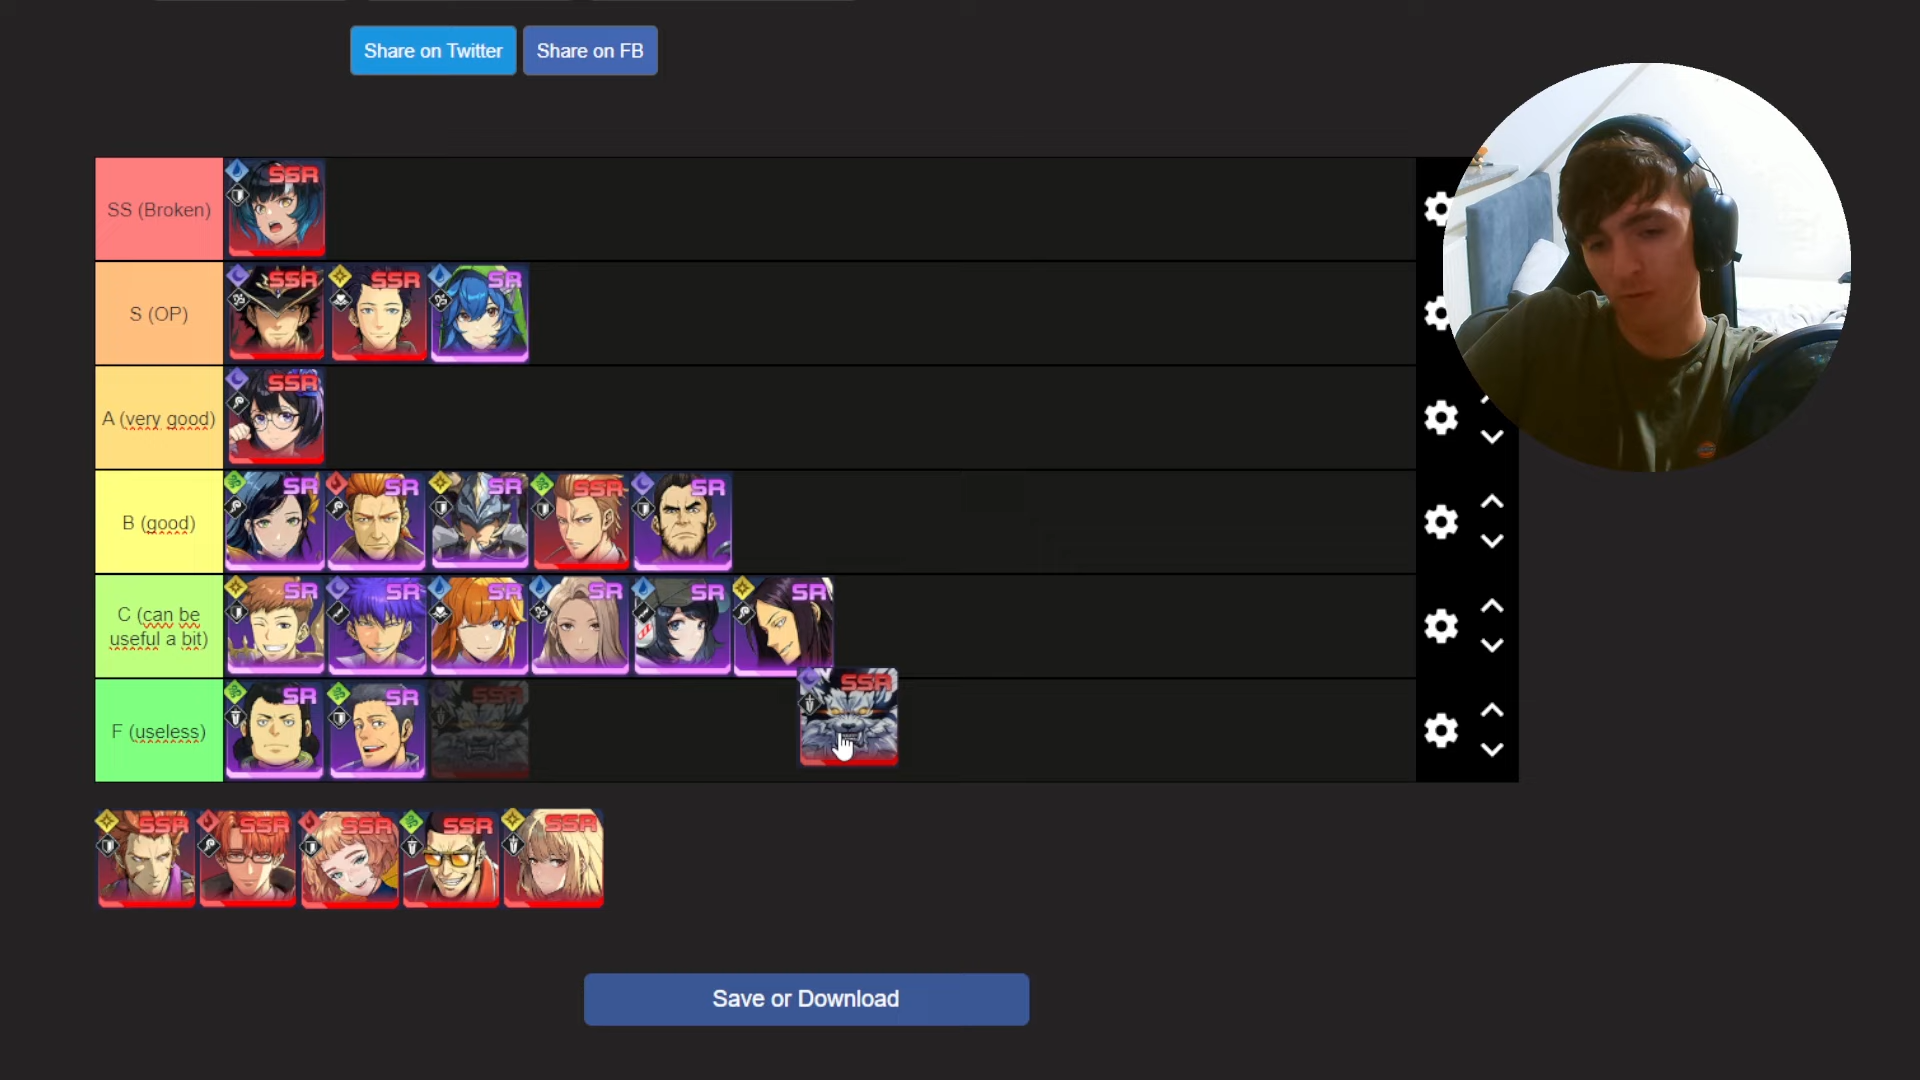 Share on Twitter Share on FB
SS (Broken) SSR
S (OP) SSR SSR SR
A (very good) SSR
B (good) SR SR SR SSR SR
C (can be
useful a bit) SR SR SR SR SR SR
F (useless) SR SR SSR SSR
SSR SSR SSR SSR SSR
Save or Download